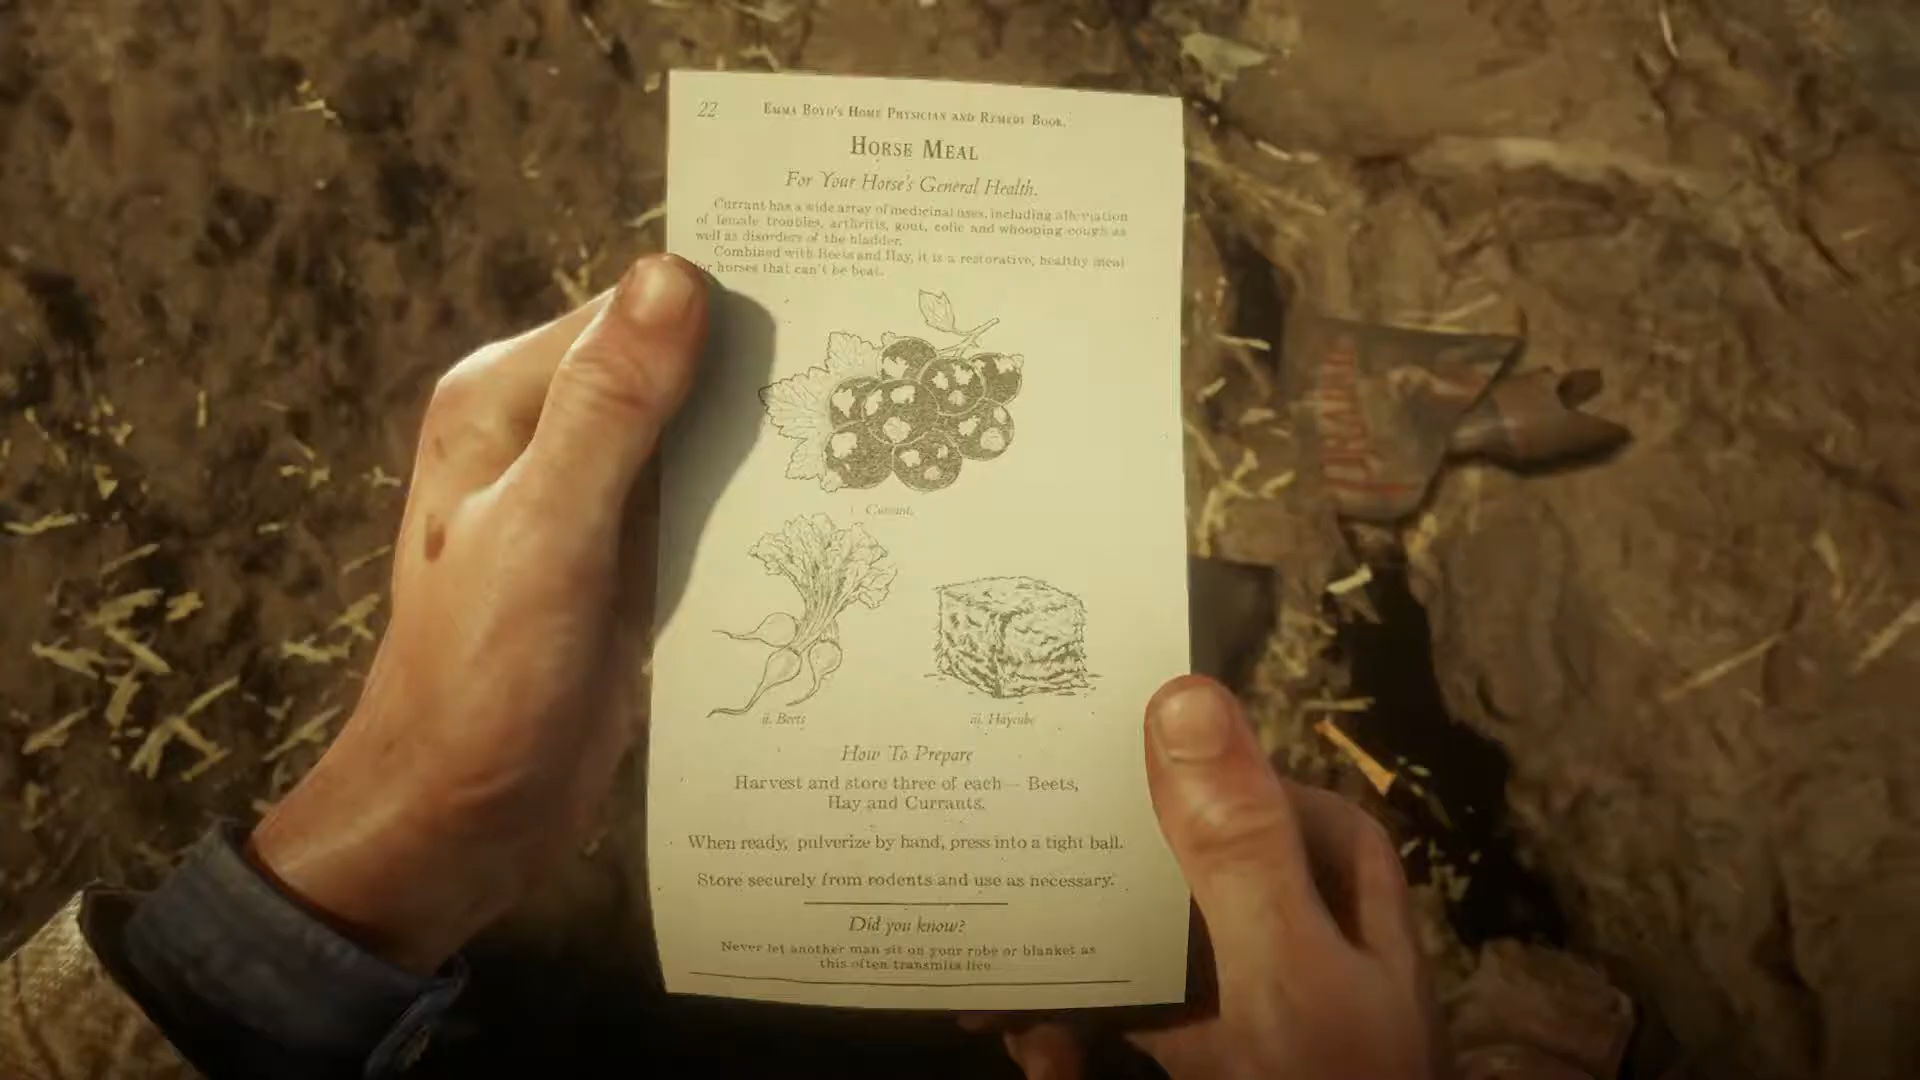 22 Emma Boyd's Home Physician and Remedy Book.
Horse Meal
For Your Horse's General Health.
Currant has a wide array of medicinal uses, including alleviation
of female troubles, arthritis, gout, colic and whooping cough as
well as disorders of the bladder.
Combined with Beets and Hay, it is a restorative, healthy meal
for horses that can't be beat.
i. Currant.
ii. Beets
iii. Haycube
How To Prepare
Harvest and store three of each— Beets,
Hay and Currants.
When ready, pulverize by hand, press into a tight ball.
Store securely from rodents and use as necessary.
Did you know?
Never let another man sit on your robe or blanket as
this often transmits lice.